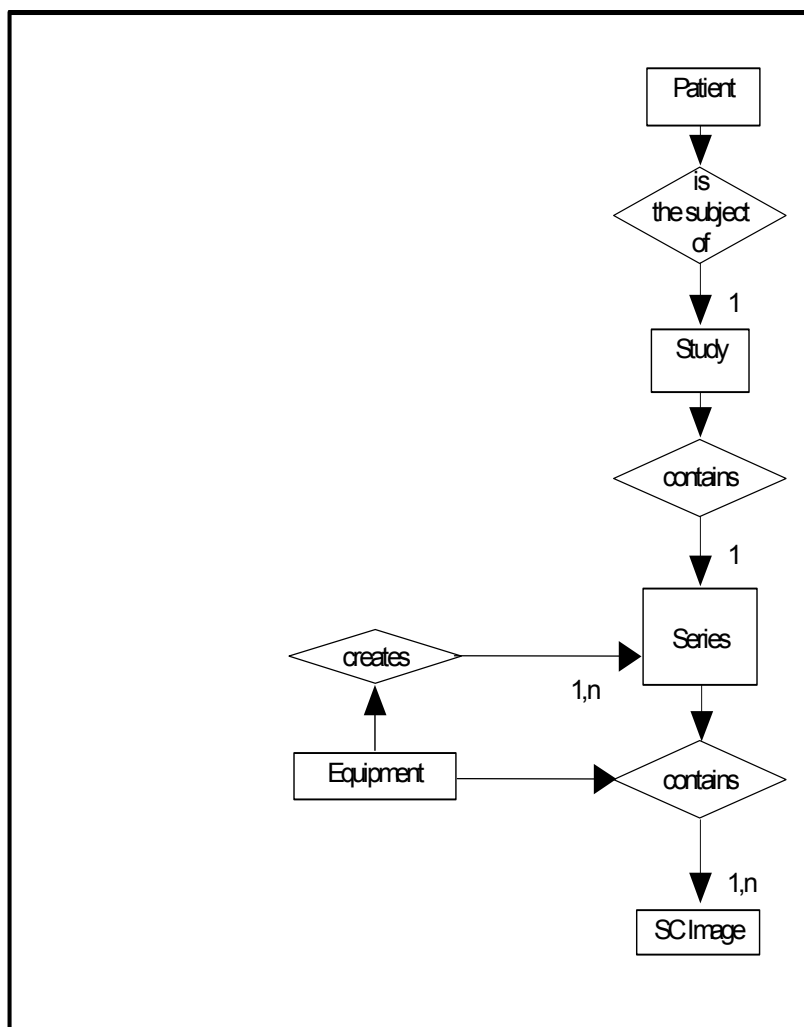 Patient
is
the subject
of
1
Study
contains
1
Series
creates
1,n
Equipment
contains
1,n
SC Image